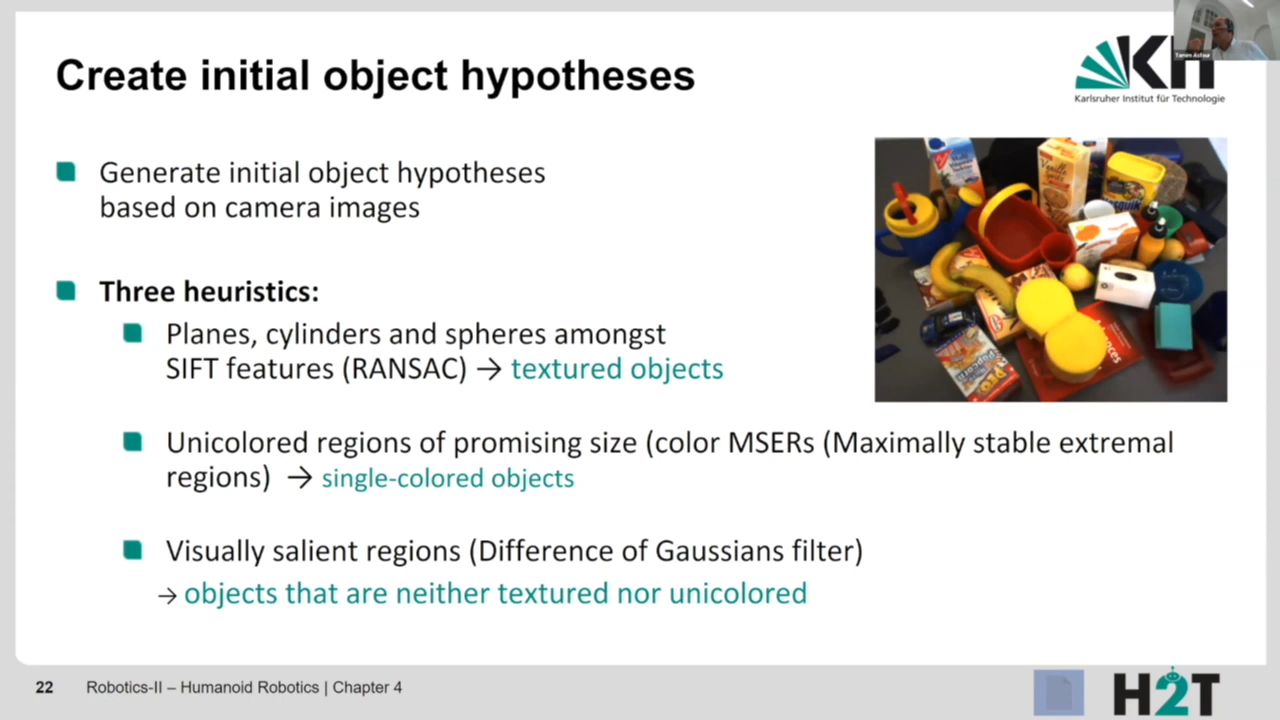 Create initial object hypotheses
Karlsruher Institut für Technologie
Generate initial object hypotheses
based on camera images
Three heuristics:
Planes, cylinders and spheres amongst
SIFT features (RANSAC) → textured objects
Unicolored regions of promising size (color MSERs (Maximally stable extremal
regions) → single-colored objects
Visually salient regions (Difference of Gaussians filter)
→ objects that are neither textured nor unicolored
22 Robotics-II – Humanoid Robotics | Chapter 4
H2T